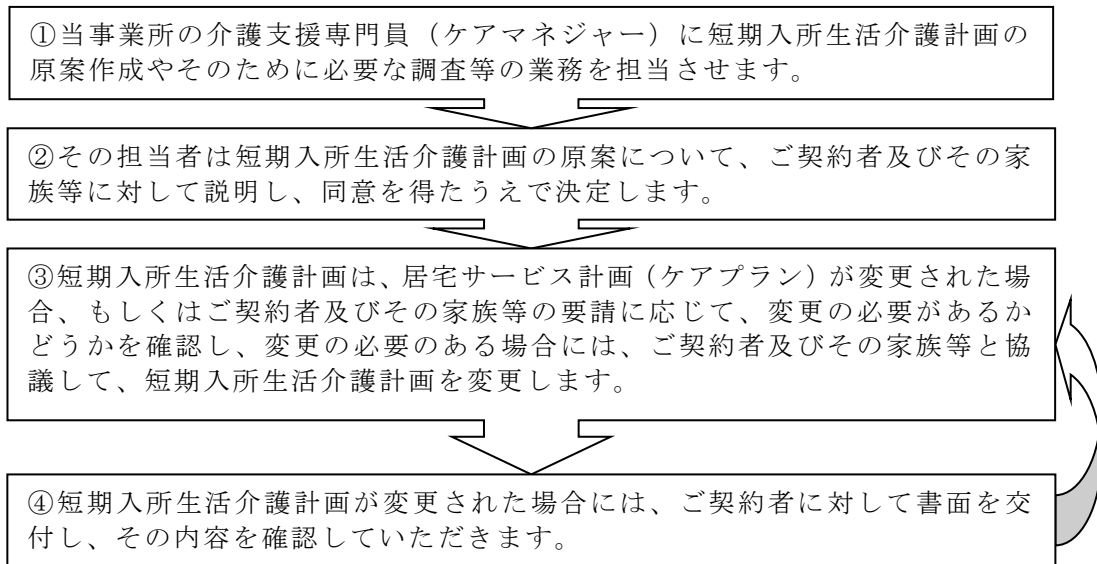 ①当事業所の介護支援専門員（ケアマネジャー）に短期入所生活介護計画の
原案作成やそのために必要な調査等の業務を担当させます。
②その担当者は短期入所生活介護計画の原案について、ご契約者及びその家
族等に対して説明し、同意を得たうえで決定します。
③短期入所生活介護計画は、居宅サービス計画（ケアプラン）が変更された場
合、もしくはご契約者及びその家族等の要請に応じて、変更の必要があるか
どうかを確認し、変更の必要のある場合には、ご契約者及びその家族等と協
議して、短期入所生活介護計画を変更します。
④短期入所生活介護計画が変更された場合には、ご契約者に対して書面を交
付し、その内容を確認していただきます。